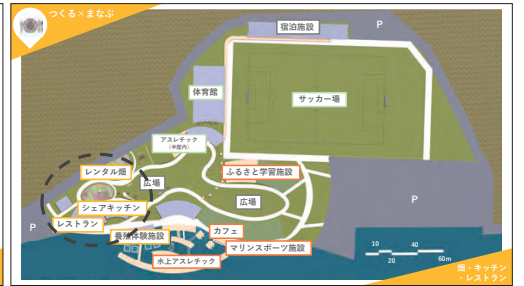 つくる×まなぶ
宿泊施設
P
体育館
サッカー場
アスレチック
（半屋内）
レンタル畑
ふるさと学習施設
広場
広場
シェアキッチン
P
レストラン
P
カフェ
養殖体験施設
マリンスポーツ施設
水上アスレチック
10
40
20
60m
畑・キッチン
・レストラン